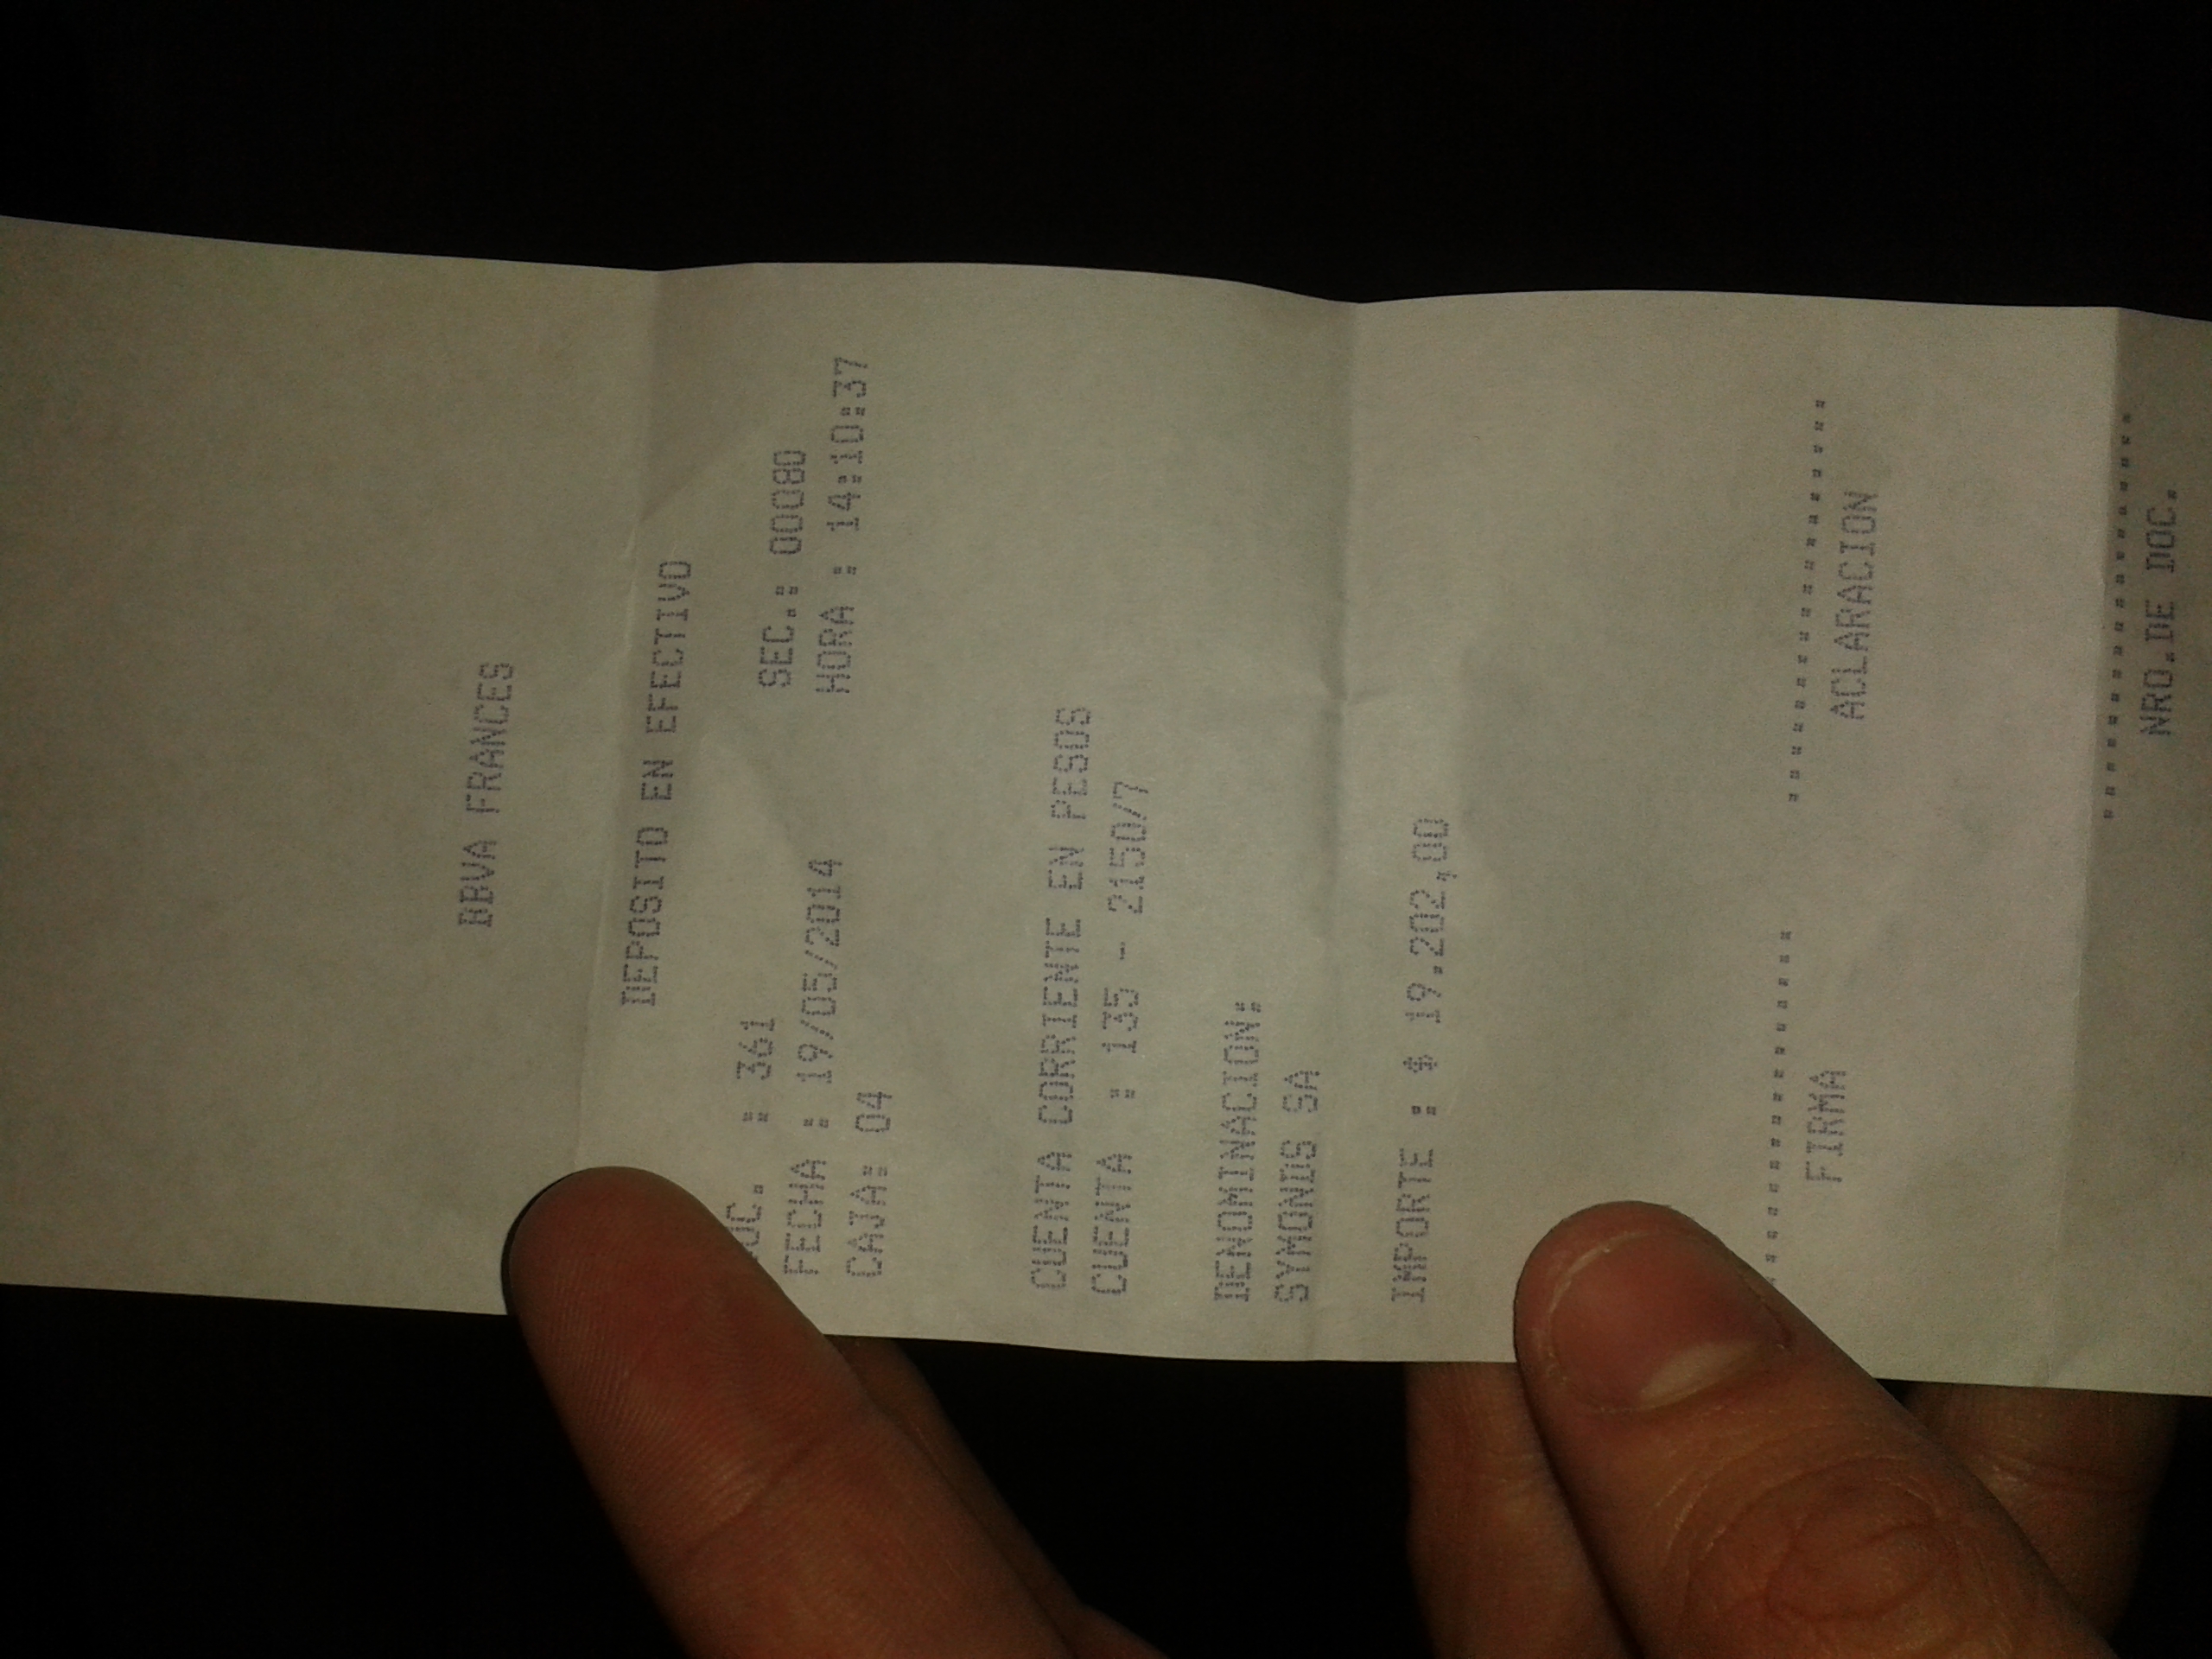 BBVA FRANCES
DEPOSITO EN EFECTIVO
SUC. : 361 SEC.: 00080
FECHA : 19/05/2014 HORA : 14:10:37
CAJA: 04
CUENTA CORRIENTE EN PESOS
CUENTA : 135 - 2150/7
DENOMINACION:
SYMONDS SA
IMPORTE : $ 19.202,00
FIRMA ACLARACION
NRO.DE DOC.